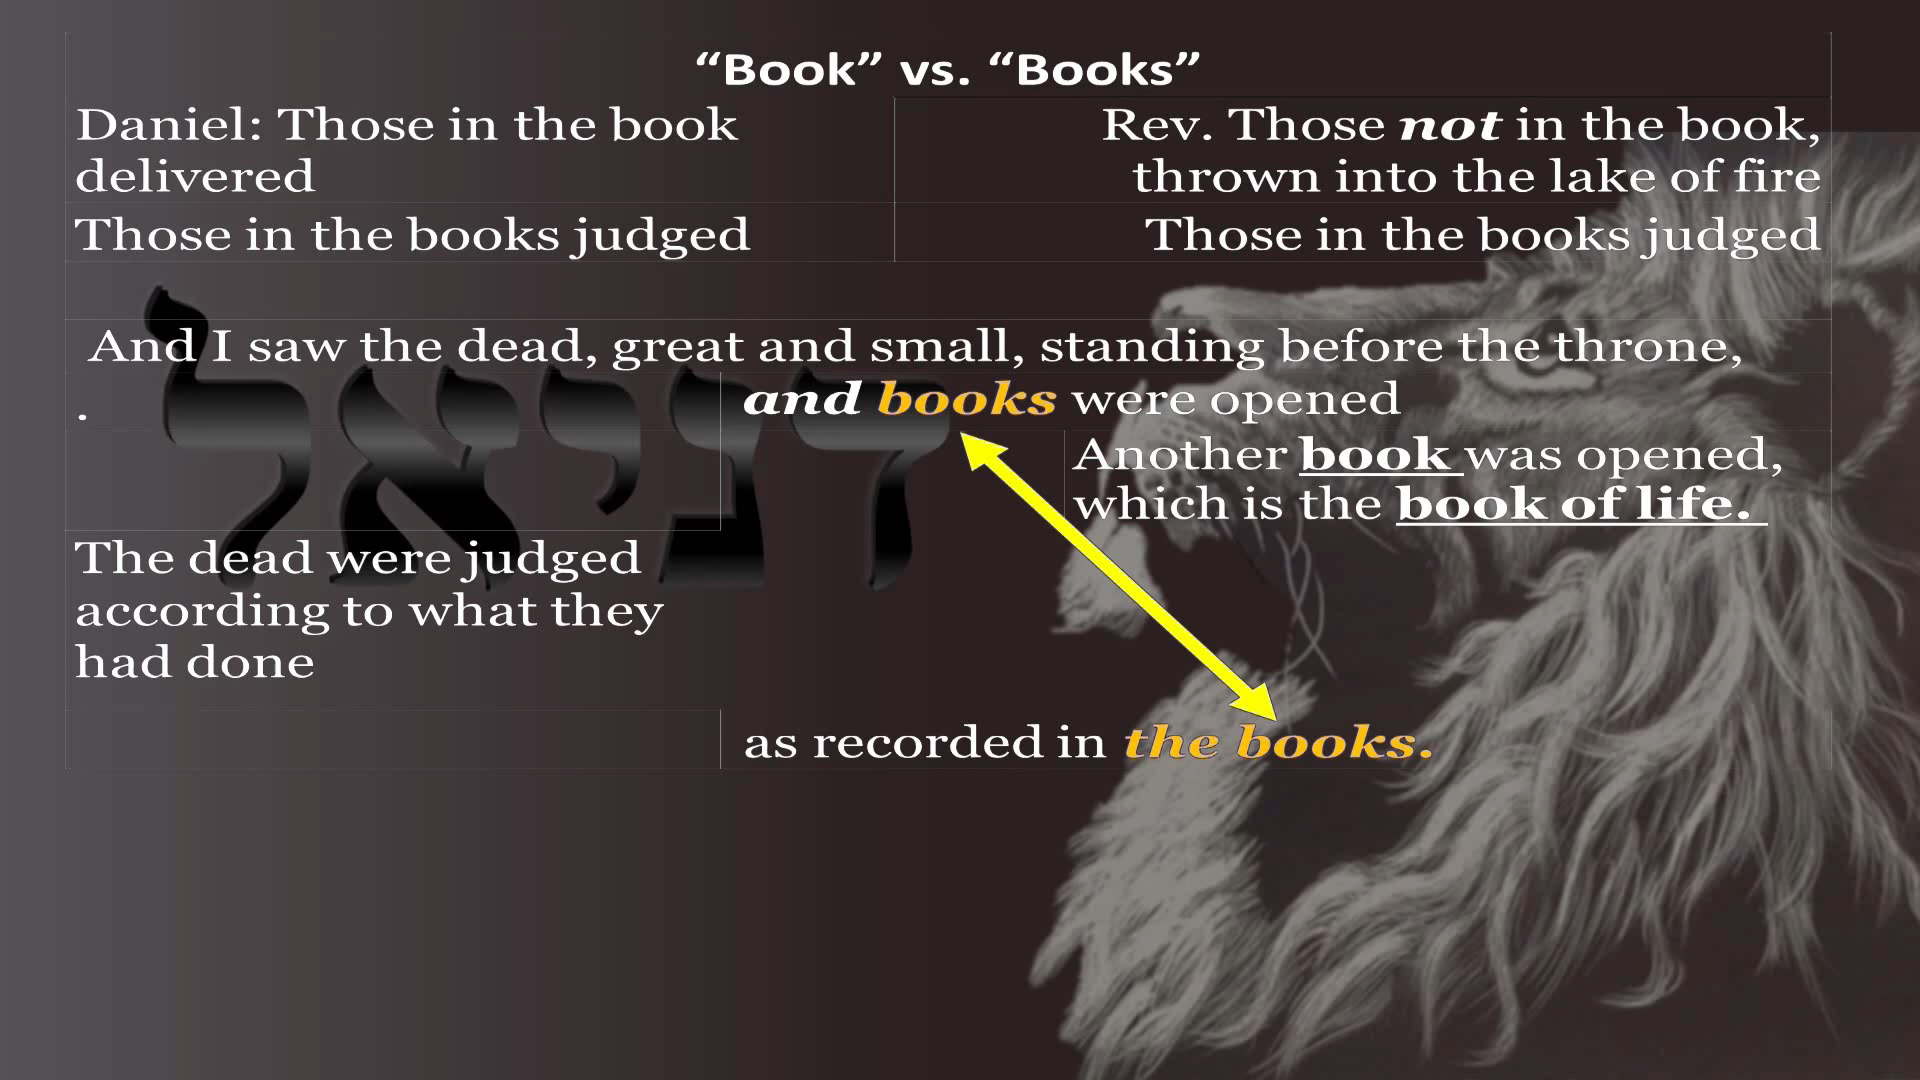 “Book” vs. “Books”
Daniel: Those in the book
delivered
Rev. Those not in the book,
thrown into the lake of fire
Those in the books judged
Those in the books judged
And I saw the dead, great and small, standing before the throne,
.
and books were opened
Another book was opened,
which is the book of life.
The dead were judged
according to what they
had done
as recorded in the books.
דניאל